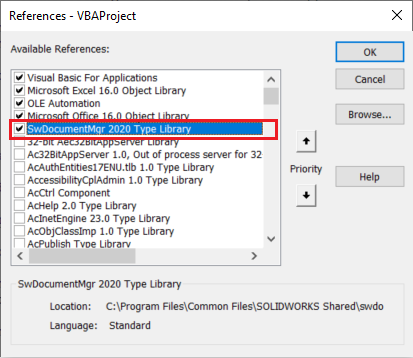 References - VBAProject
Available References:
OK
Cancel
Browse...
Visual Basic For Applications
Microsoft Excel 16.0 Object Library
OLE Automation
Microsoft Office 16.0 Object Library
SwDocumentMgr 2020 Type Library
32-bit Aec32BitAppServer Library
Ac32BitAppServer 1.0, Out of process server for 32
AcAuthEntities17ENU.tlb 1.0 Type Library
AccessibilityCplAdmin 1.0 Type Library
AcCtrl Component
AcHelp 2.0 Type Library
AcInetEngine 23.0 Type Library
AcObjClassImp 1.0 Type Library
AcPublish Type Library
Priority
Help
SwDocumentMgr 2020 Type Library
Location: C:\Program Files\Common Files\SOLIDWORKS Shared\swdo
Language: Standard